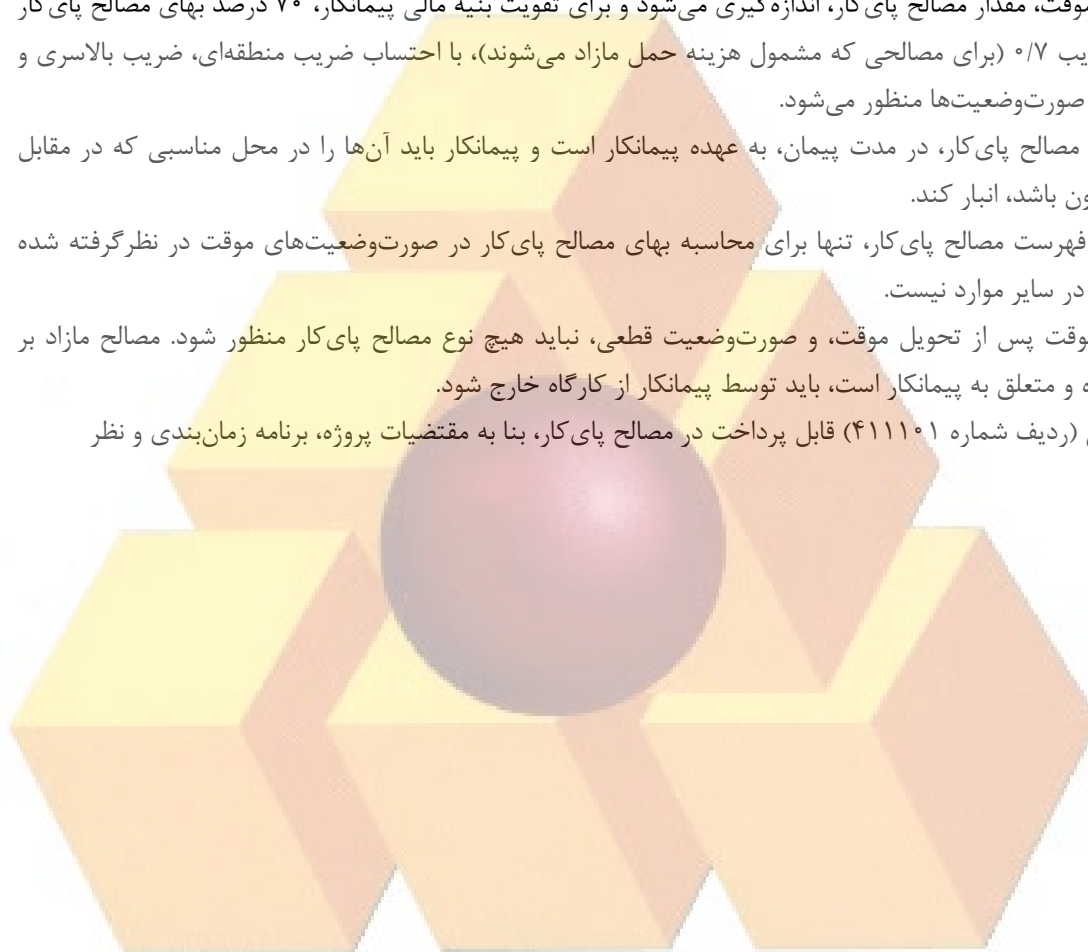 موقت، مقدار مصالح پای‌کار، اندازه‌گیری می‌شود و برای تقویت بنیه مالی پیمانکار، ۷۰ درصد بهای مصالح پای‌کار
۰/۷ (برای مصالحی که مشمول هزینه حمل مازاد می‌شوند)، با احتساب ضریب منطقه‌ای، ضریب بالاسری و
صورت‌وضعیت‌ها منظور می‌شود.
مصالح پای‌کار، در مدت پیمان، به عهده پیمانکار است و پیمانکار باید آن‌ها را در محل مناسبی که در مقابل
باشد، انبار کند.
فهرست مصالح پای‌کار، تنها برای محاسبه بهای مصالح پای‌کار در صورت‌وضعیت‌های موقت در نظرگرفته شده
در سایر موارد نیست.
موقت پس از تحویل موقت، و صورت‌وضعیت قطعی، نباید هیچ نوع مصالح پای‌کار منظور شود. مصالح مازاد بر
و متعلق به پیمانکار است، باید توسط پیمانکار از کارگاه خارج شود.
(ردیف شماره ۴۱۱۱۰۱) قابل پرداخت در مصالح پای‌کار، بنا به مقتضیات پروژه، برنامه زمان‌بندی و نظر